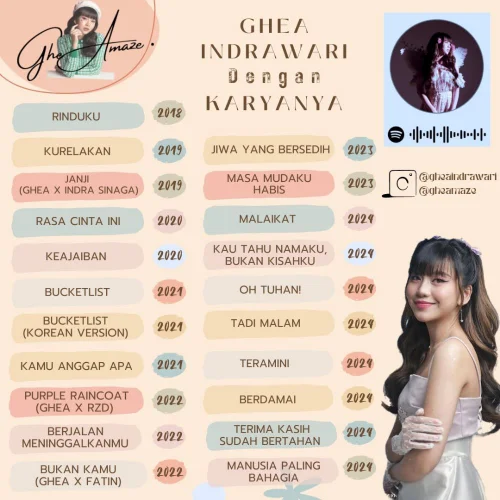 Ghea Amaze.
GHEA
INDRAWARI
Dengan
KARYANYA
RINDUKU 2018
KURELAKAN 2019
JANJI
(GHEA X INDRA SINAGA) 2019
RASA CINTA INI 2020
KEAJAIBAN 2020
BUCKETLIST 2021
BUCKETLIST
(KOREAN VERSION) 2021
KAMU ANGGAP APA 2021
PURPLE RAINCOAT
(GHEA X RZD) 2022
BERJALAN
MENINGGALKANMU 2022
BUKAN KAMU
(GHEA X FATIN) 2022
JIWA YANG BERSEDIH 2023
MASA MUDAKU
HABIS 2023
MALAIKAT 2024
KAU TAHU NAMAKU,
BUKAN KISAHKU 2024
OH TUHAN! 2024
TADI MALAM 2024
TERAMINI 2024
BERDAMAI 2024
TERIMA KASIH
SUDAH BERTAHAN 2024
MANUSIA PALING
BAHAGIA 2024
@gheaindrawari
@gheamaze